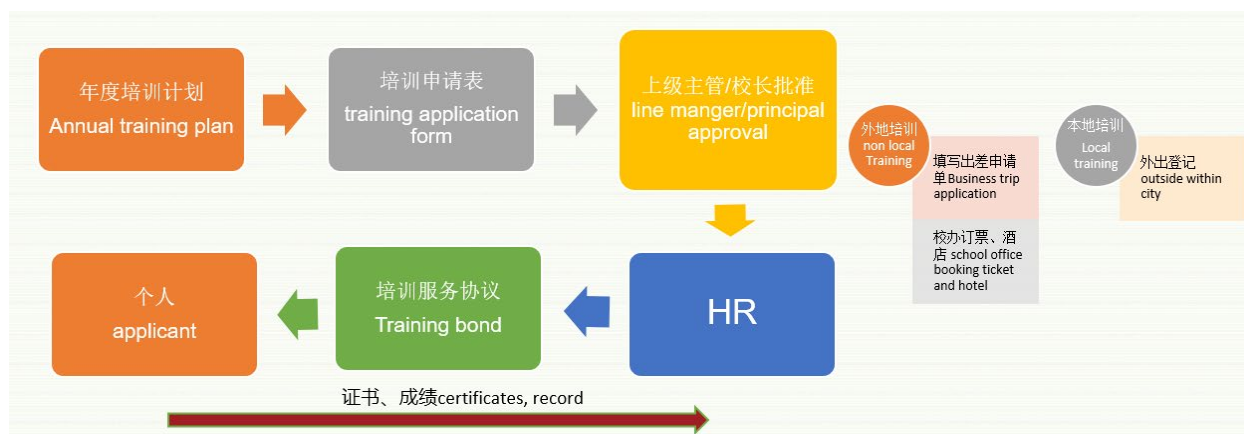 年度培训计划
Annual training plan
培训申请表
training application
form
上级主管/校长批准
line manger/principal
approval
外地培训
non local
Training
填写出差申请
单Business trip
application
校办订票、酒
店 school office
booking ticket
and hotel
本地培训
Local
training
外出登记
outside within
city
个人
applicant
培训服务协议
Training bond
HR
证书、成绩certificates, record